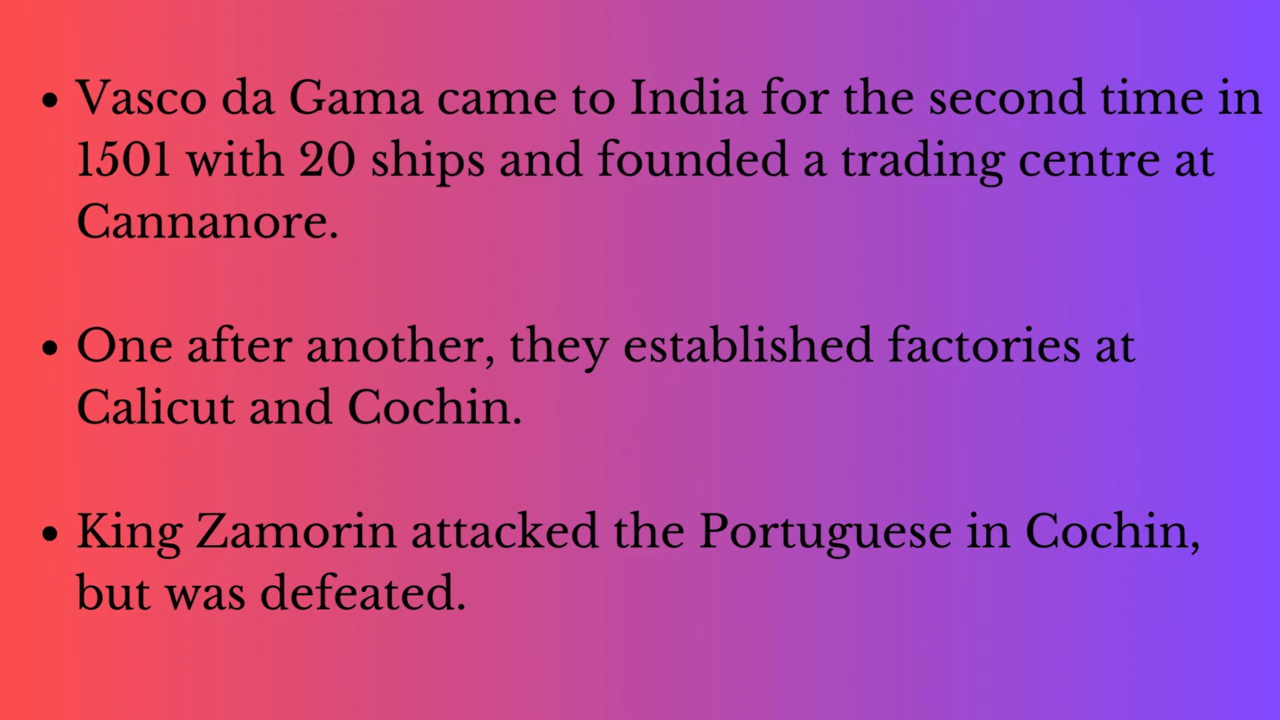 • Vasco da Gama came to India for the second time in
1501 with 20 ships and founded a trading centre at
Cannanore.
• One after another, they established factories at
Calicut and Cochin.
• King Zamorin attacked the Portuguese in Cochin,
but was defeated.